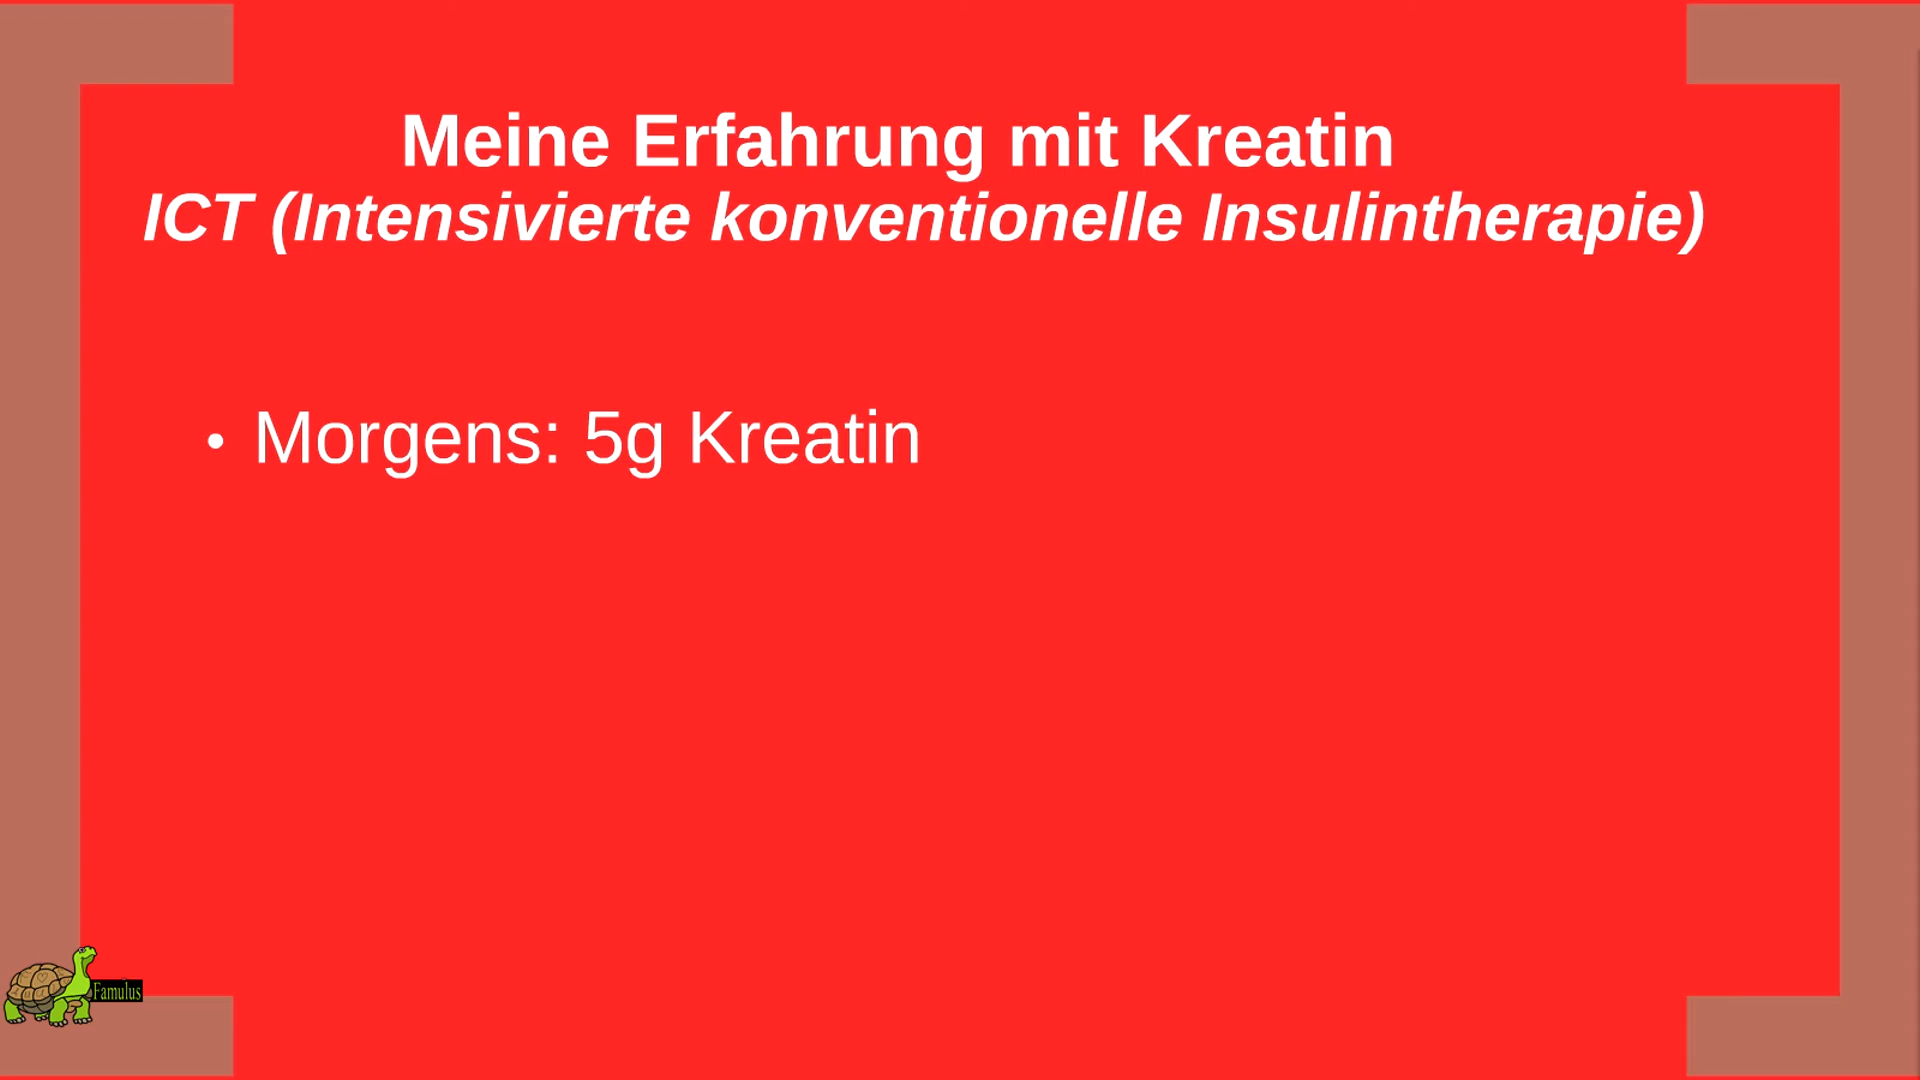 Meine Erfahrung mit Kreatin
ICT (Intensivierte konventionelle Insulintherapie)
• Morgens: 5g Kreatin
Famulus